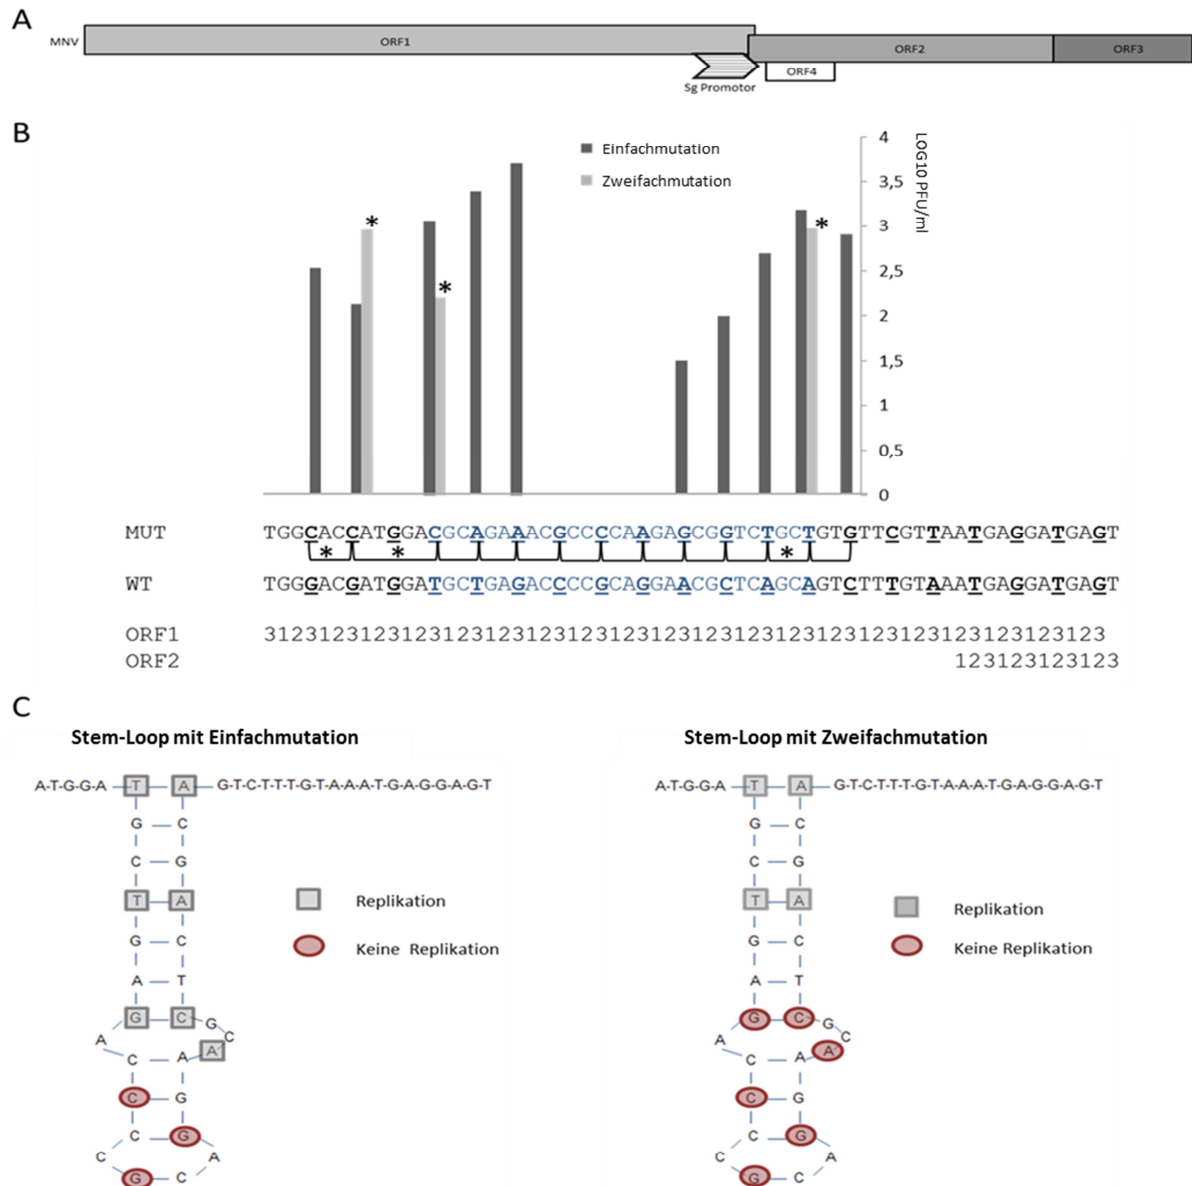 A
MNV
ORF1
ORF2
ORF3
ORF4
Sg Promotor
B
Einfachmutation
Zweifachmutation
LOG10 PFU/ml
4
3,5
3
2,5
2
1,5
1
0,5
0
*
*
*
MUT TGGCACCATGGACGCAGAAACGCCCCAAGAGCGGTCTGCTGTGTTCGTTAATGAGGATGAGT
* * *
WT TGGGACGATGGATGCTGAGACCCCGCAGGAACGCTCAGCAGTCTTTGTAAATGAGGATGAGT
ORF1 3123123123123123123123123123123123123123123123123123123123123
ORF2 123123123123
C
Stem-Loop mit Einfachmutation
A-T-G-G-A T A G-T-C-T-T-T-G-T-A-A-A-T-G-A-G-G-A-G-T
G C
C G
T A
G C
A T
G C G
A C
C A A
C G
C G
C A
G C
Replikation
Keine Replikation
Stem-Loop mit Zweifachmutation
A-T-G-G-A T A G-T-C-T-T-T-G-T-A-A-A-T-G-A-G-G-A-G-T
G C
C G
T A
G C
A T
G C G
A C
C A A
C G
C G
C A
G C
Replikation
Keine Replikation